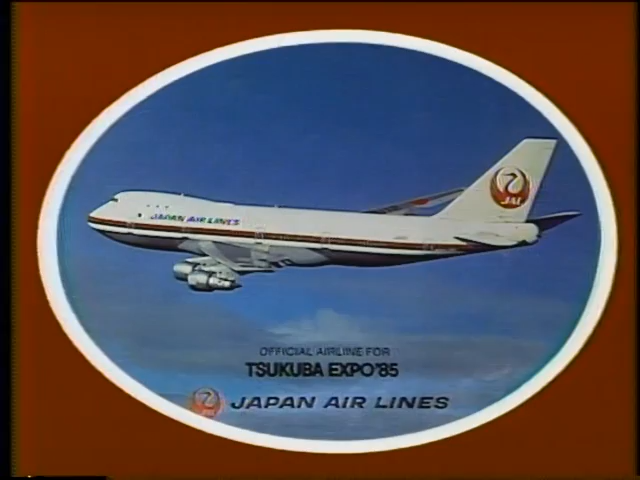 JAPAN AIR LINES
JAL
OFFICIAL AIRLINE FOR
TSUKUBA EXPO'85
JAPAN AIR LINES